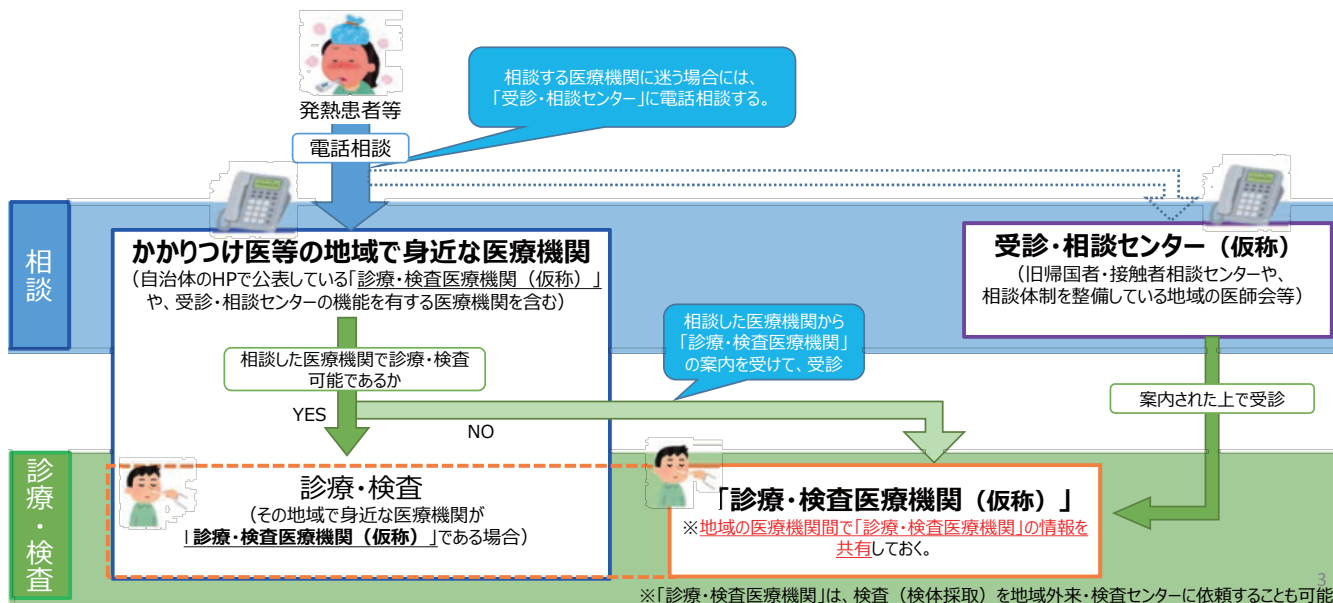 発熱患者等
電話相談
相談する医療機関に迷う場合には、
「受診・相談センター」に電話相談する。
相談
かかりつけ医等の地域で身近な医療機関
（自治体のHPで公表している「診療・検査医療機関（仮称）」
や、受診・相談センターの機能を有する医療機関を含む）
受診・相談センター（仮称）
（旧帰国者・接触者相談センターや、
相談体制を整備している地域の医師会等）
相談した医療機関で診療・検査
可能であるか
相談した医療機関から
「診療・検査医療機関」
の案内を受けて、受診
案内された上で受診
YES
NO
診療・検査
診療・検査
（その地域で身近な医療機関が
「診療・検査医療機関（仮称）」である場合）
「診療・検査医療機関（仮称）」
※地域の医療機関間で「診療・検査医療機関」の情報を
共有しておく。
3
※「診療・検査医療機関」は、検査（検体採取）を地域外来・検査センターに依頼することも可能